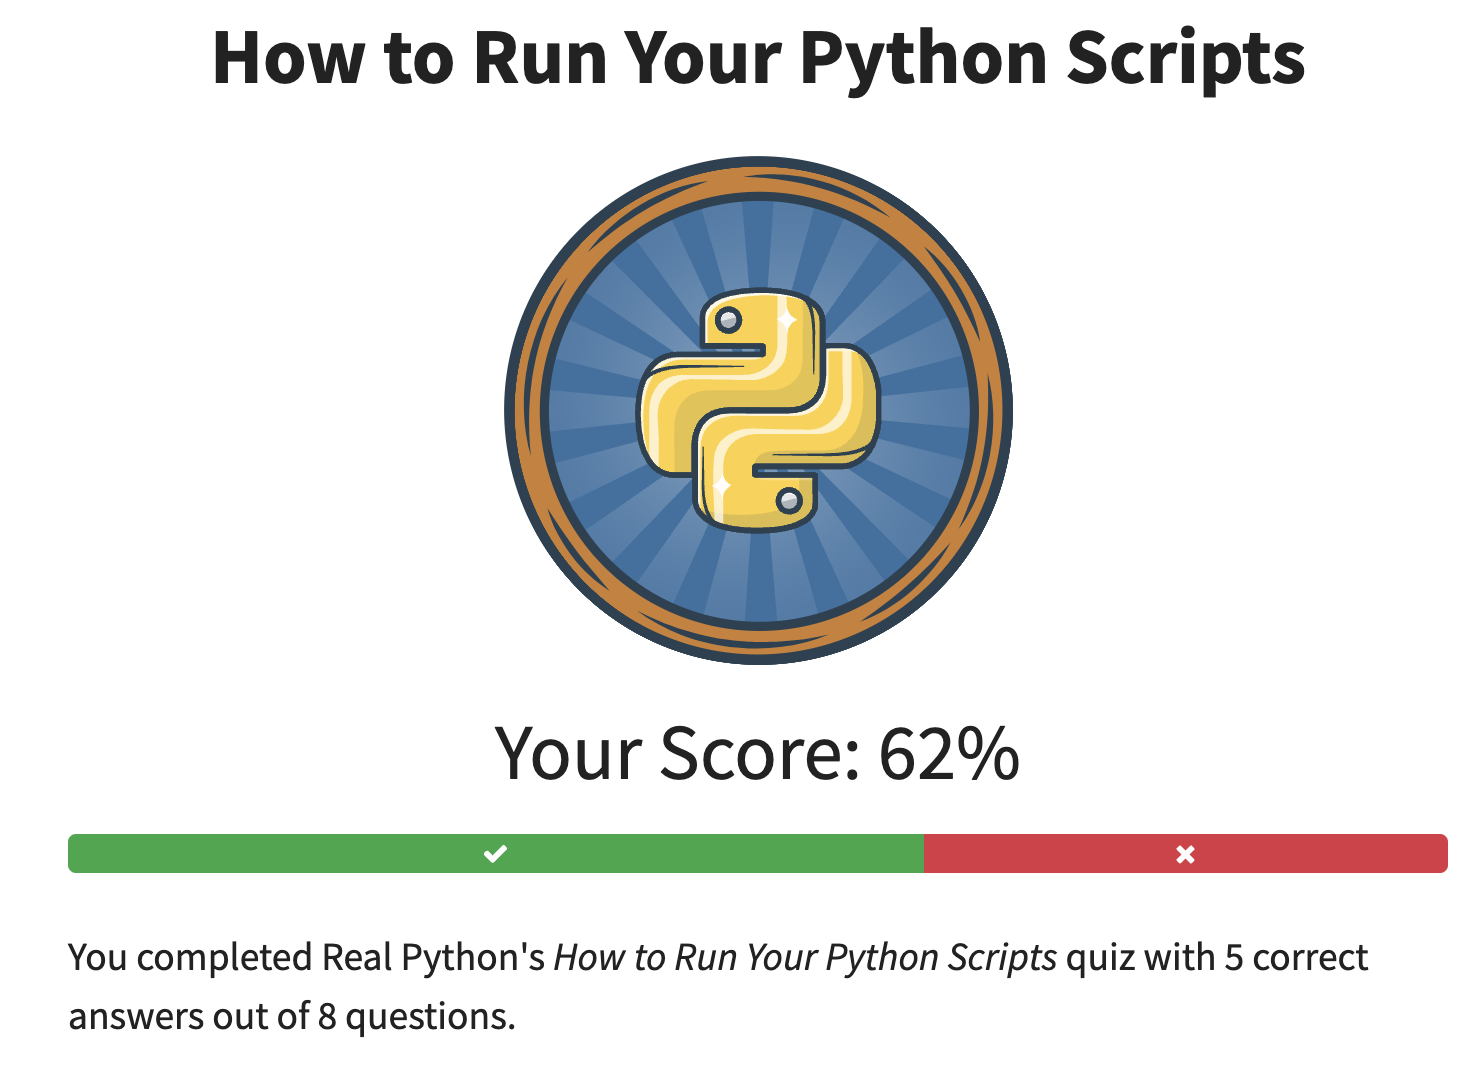 How to Run Your Python Scripts
Your Score: 62%
You completed Real Python's How to Run Your Python Scripts quiz with 5 correct
answers out of 8 questions.